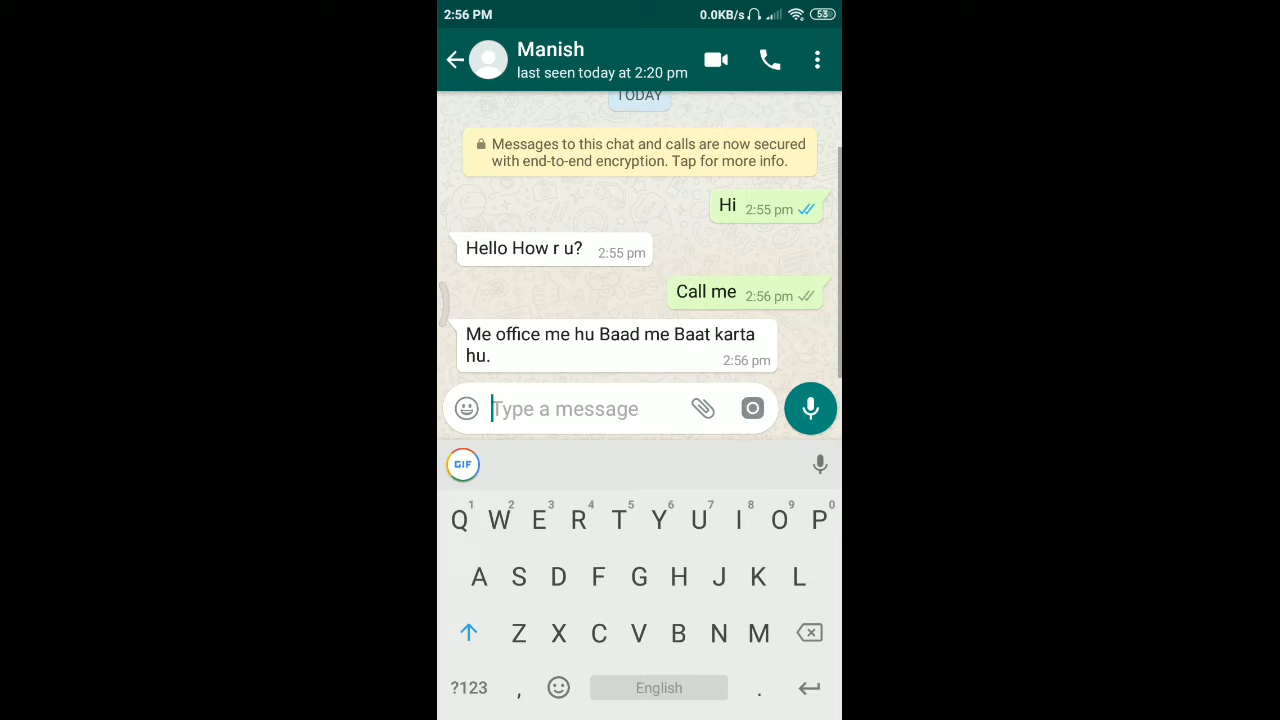 2:56 PM 0.0KB/s 53
Manish
last seen today at 2:20 pm
TODAY
Messages to this chat and calls are now secured
with end-to-end encryption. Tap for more info.
Hi 2:55 pm
Hello How r u? 2:55 pm
Call me 2:56 pm
Me office me hu Baad me Baat karta
hu. 2:56 pm
Type a message
GIF
1 2 3 4 5 6 7 8 9 0
Q W E R T Y U I O P
A S D F G H J K L
Z X C V B N M
?123 , English .